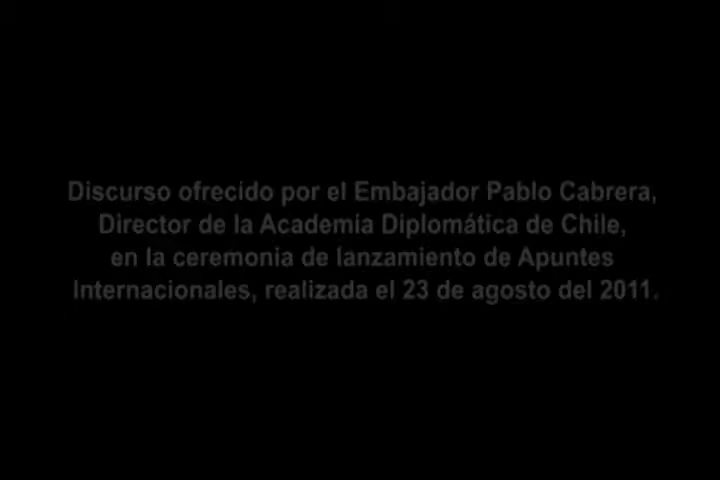 Discurso ofrecido por el Embajador Pablo Cabrera,
Director de la Academia Diplomática de Chile,
en la ceremonia de lanzamiento de Apuntes
Internacionales, realizada el 23 de agosto del 2011.